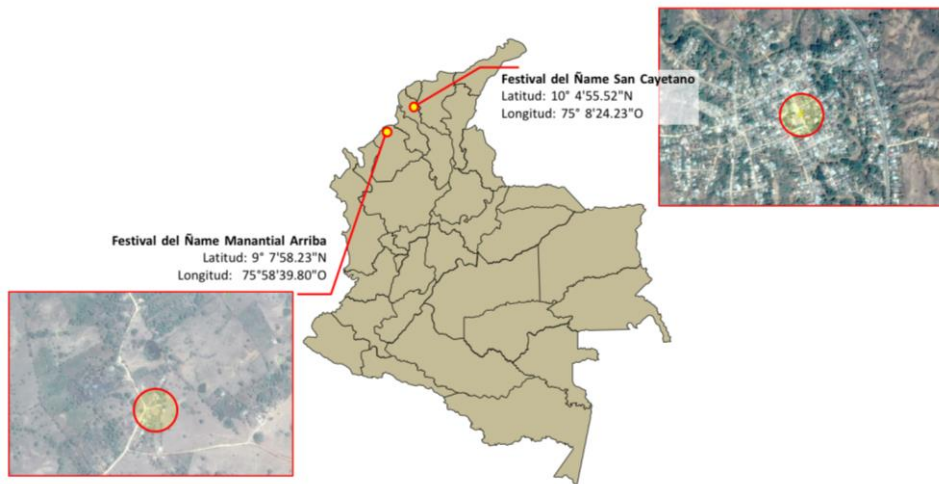 Festival del Ñame San Cayetano
Latitud: 10° 4'55.52"N
Longitud: 75° 8'24.23"O
Festival del Ñame Manantial Arriba
Latitud: 9° 7'58.23"N
Longitud: 75°58'39.80"O